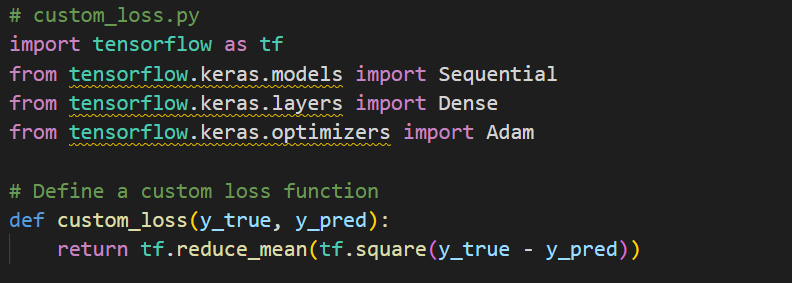 # custom_loss.py
import tensorflow as tf
from tensorflow.keras.models import Sequential
from tensorflow.keras.layers import Dense
from tensorflow.keras.optimizers import Adam
# Define a custom loss function
def custom_loss(y_true, y_pred):
    return tf.reduce_mean(tf.square(y_true - y_pred))